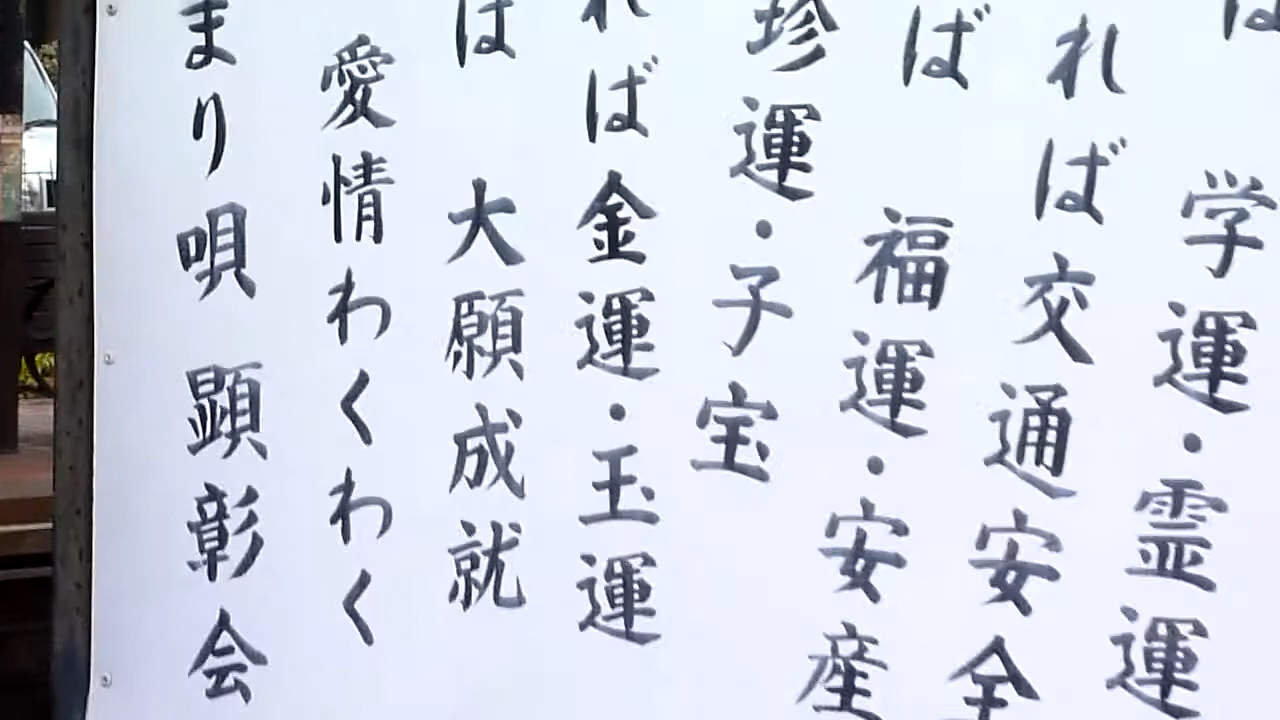 は
学運・霊運
れば交通安全
ば 福運・安産
珍運・子宝
れば金運・玉運
は 大願成就
愛情わくわく
まり唄 顕彰会